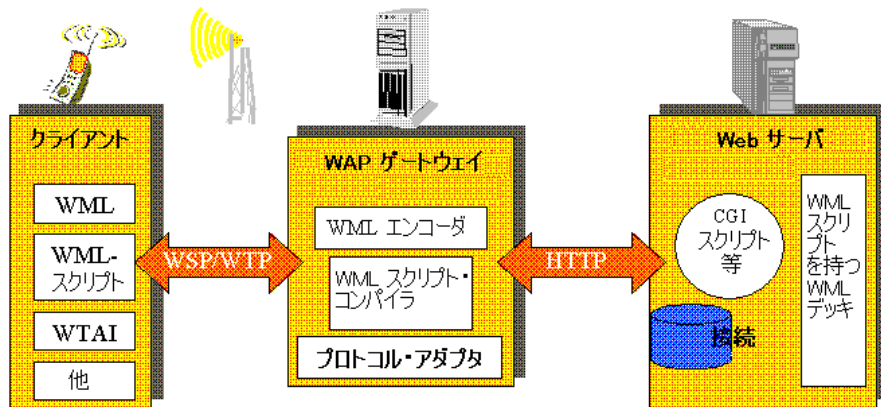 クライアント
WML
WML-
スクリプト
WTAI
他
WSP/WTP
WAP ゲートウェイ
WML エンコーダ
WML スクリプト・
コンパイラ
プロトコル・アダプタ
HTTP
Web サーバ
CGI
スクリプト
等
接続
WML
スクリ
プト
を持つ
WML
デッキ